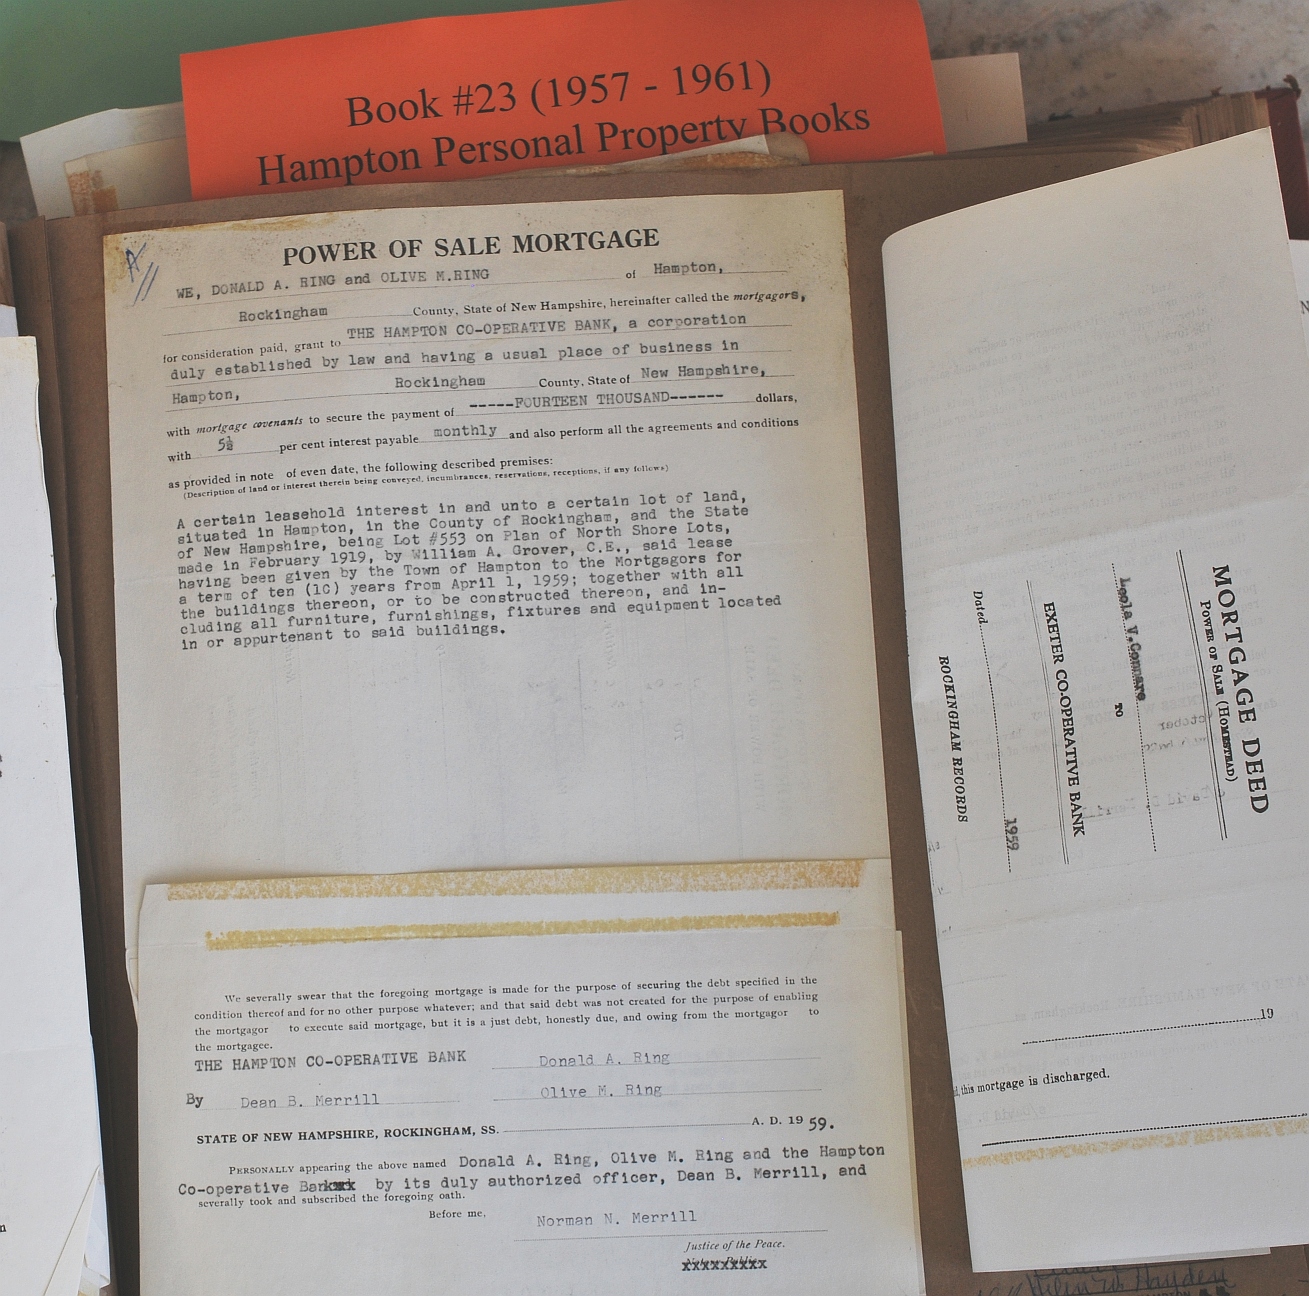 Book #23 (1957 - 1961)
Hampton Personal Property Books
POWER OF SALE MORTGAGE
WE, DONALD A. RING and OLIVE M.RING of Hampton,
Rockingham County, State of New Hampshire, hereinafter called the mortgagors,
for consideration paid, grant to THE HAMPTON CO-OPERATIVE BANK, a corporation
duly established by law and having a usual place of business in
Hampton, Rockingham County, State of New Hampshire,
with mortgage covenants to secure the payment of -----FOURTEEN THOUSAND------ dollars,
with 5½ per cent interest payable monthly and also perform all the agreements and conditions
as provided in note of even date, the following described premises:
(Description of land or interest therein being conveyed, incumbrances, reservations, receptions, if any follows)
A certain leasehold interest in and unto a certain lot of land,
situated in Hampton, in the County of Rockingham, and the State
of New Hampshire, being Lot #553 on Plan of North Shore Lots,
made in February 1919, by William A. Grover, C.E., said lease
having been given by the Town of Hampton to the Mortgagors for
a term of ten (10) years from April 1, 1959; together with all
the buildings thereon, or to be constructed thereon, and in-
cluding all furniture, furnishings, fixtures and equipment located
in or appurtenant to said buildings.
We severally swear that the foregoing mortgage is made for the purpose of securing the debt specified in the
condition thereof and for no other purpose whatever; and that said debt was not created for the purpose of enabling
the mortgagor to execute said mortgage, but it is a just debt, honestly due, and owing from the mortgagor to
the mortgagee.
THE HAMPTON CO-OPERATIVE BANK Donald A. Ring
By Dean B. Merrill Olive M. Ring
STATE OF NEW HAMPSHIRE, ROCKINGHAM, SS. A. D. 19 59.
PERSONALLY appearing the above named Donald A. Ring, Olive M. Ring and the Hampton
Co-operative Bank by its duly authorized officer, Dean B. Merrill, and
severally took and subscribed the foregoing oath.
Before me,
Norman N. Merrill
Justice of the Peace.
xxxxxxxxx
MORTGAGE DEED
POWER OF SALE (HOMESTEAD)
Leola V.Connare
TO
EXETER CO-OPERATIVE BANK
Dated 1959
ROCKINGHAM RECORDS
19
this mortgage is discharged.
Helen W. Hayden